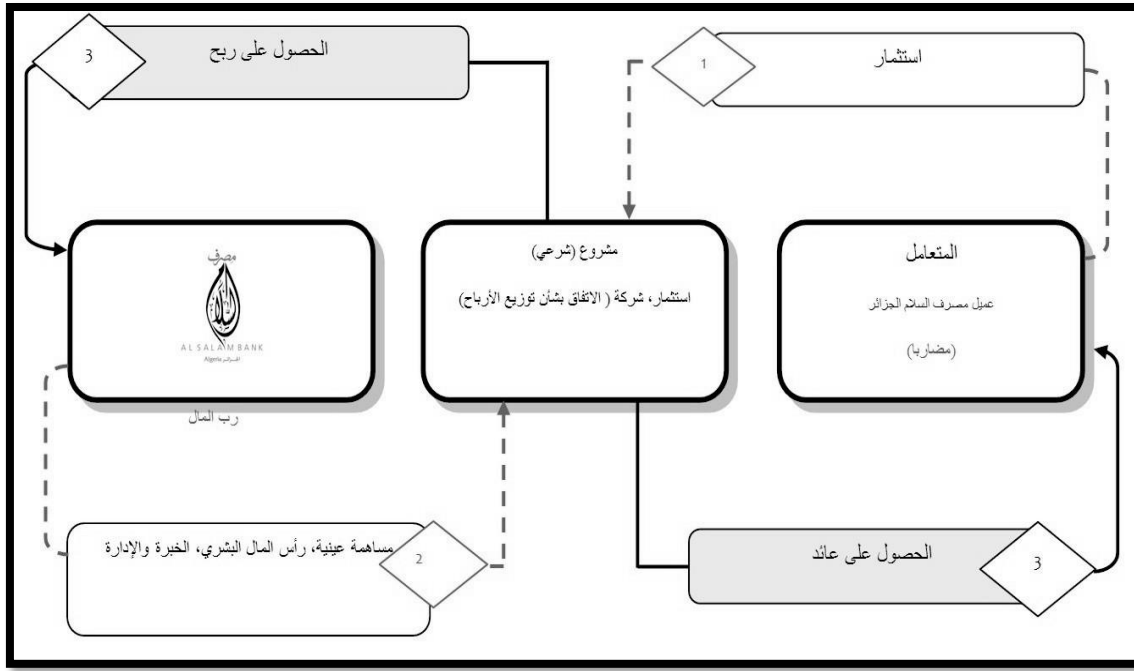 استثمار
1
الحصول على ربح
3
المتعامل
عميل مصرف السلام الجزائر
(مضاربا)
مشروع (شرعي)
استثمار، شركة ( الاتفاق بشأن توزيع الأرباح)
مصرف
السلام
AL SALAM BANK
Algeria الجزائر
رب المال
مساهمة عينية، رأس المال البشري، الخبرة والإدارة
2
الحصول على عائد
3